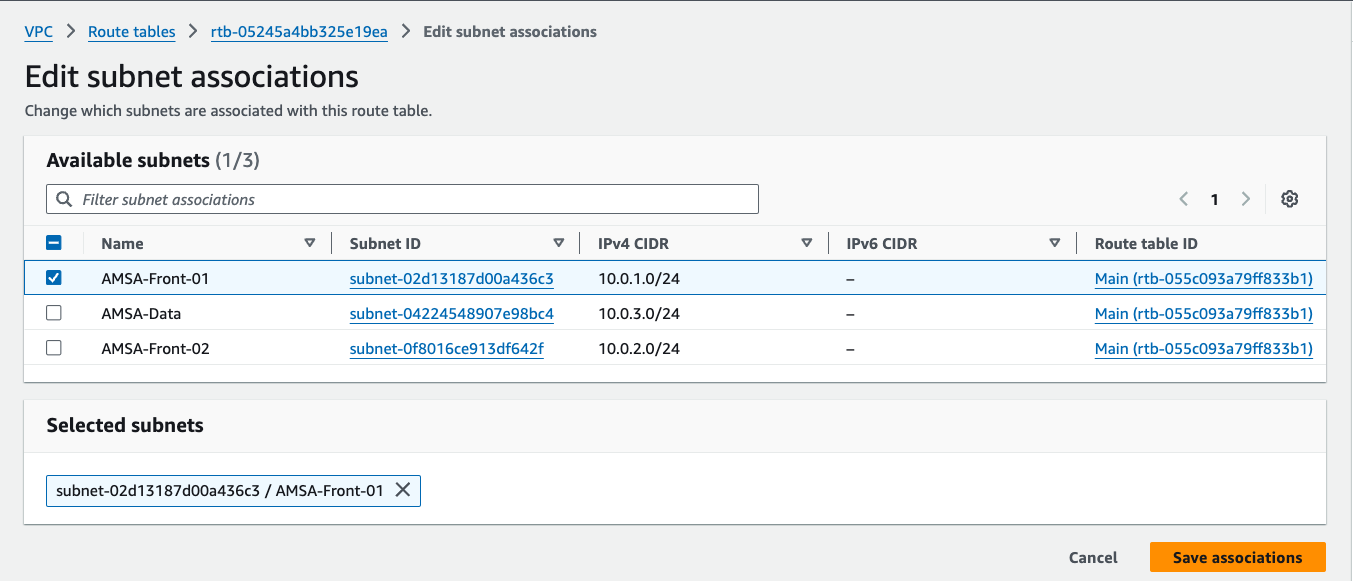 VPC > Route tables > rtb-05245a4bb325e19ea > Edit subnet associations
Edit subnet associations
Change which subnets are associated with this route table.
Available subnets (1/3)
Filter subnet associations
1
Name Subnet ID IPv4 CIDR IPv6 CIDR Route table ID
AMSA-Front-01 subnet-02d13187d00a436c3 10.0.1.0/24 – Main (rtb-055c093a79ff833b1)
AMSA-Data subnet-04224548907e98bc4 10.0.3.0/24 – Main (rtb-055c093a79ff833b1)
AMSA-Front-02 subnet-0f8016ce913df642f 10.0.2.0/24 – Main (rtb-055c093a79ff833b1)
Selected subnets
subnet-02d13187d00a436c3 / AMSA-Front-01
Cancel Save associations